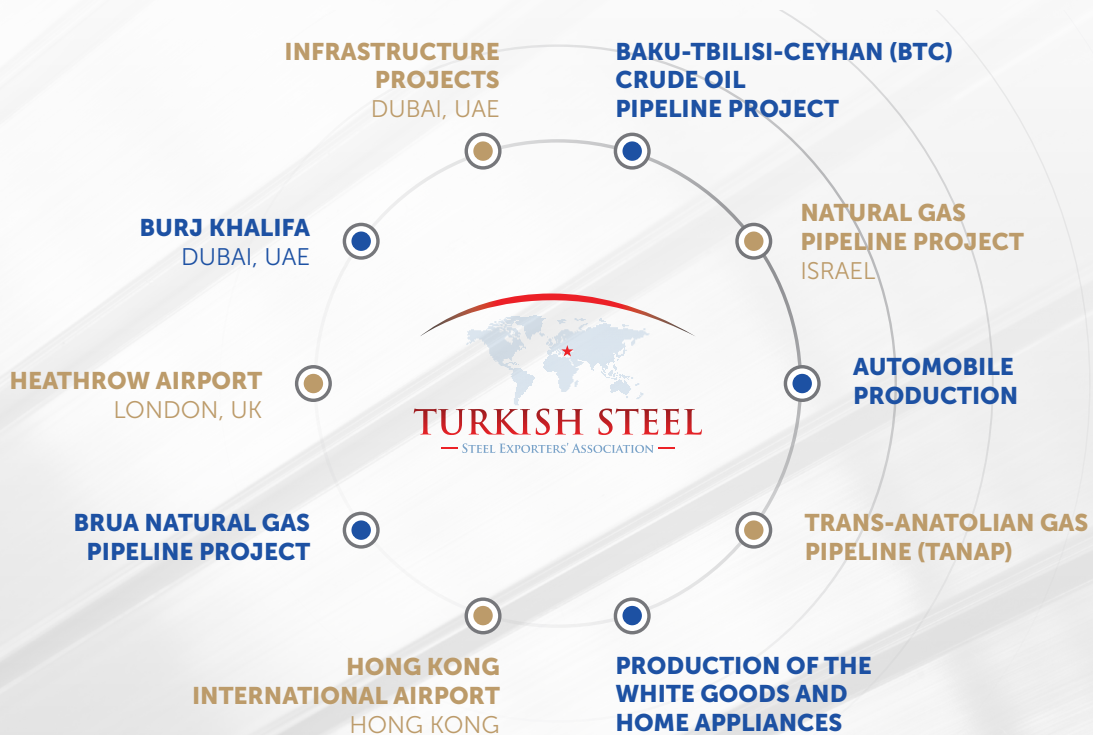 INFRASTRUCTURE
PROJECTS
DUBAI, UAE
BAKU-TBILISI-CEYHAN (BTC)
CRUDE OIL
PIPELINE PROJECT
BURJ KHALIFA
DUBAI, UAE
NATURAL GAS
PIPELINE PROJECT
ISRAEL
HEATHROW AIRPORT
LONDON, UK
TURKISH STEEL
STEEL EXPORTERS' ASSOCIATION
AUTOMOBILE
PRODUCTION
BRUA NATURAL GAS
PIPELINE PROJECT
TRANS-ANATOLIAN GAS
PIPELINE (TANAP)
HONG KONG
INTERNATIONAL AIRPORT
HONG KONG
PRODUCTION OF THE
WHITE GOODS AND
HOME APPLIANCES